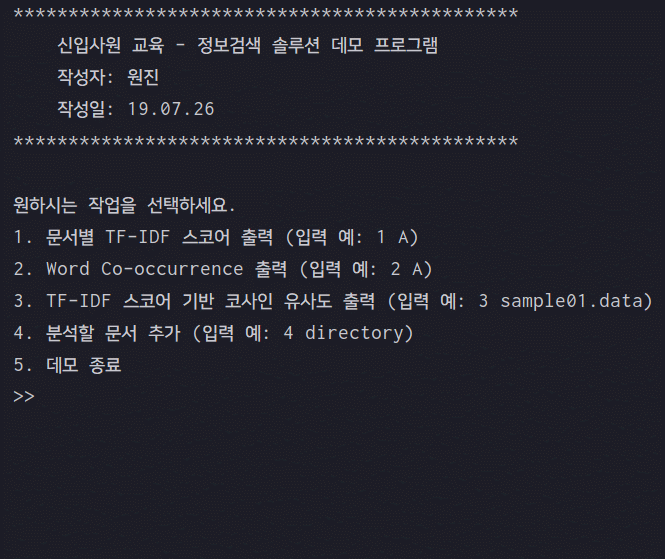 **********************************************
신입사원 교육 - 정보검색 솔루션 데모 프로그램
작성자: 원진
작성일: 19.07.26
**********************************************
원하시는 작업을 선택하세요.
1. 문서별 TF-IDF 스코어 출력 (입력 예: 1 A)
2. Word Co-occurrence 출력 (입력 예: 2 A)
3. TF-IDF 스코어 기반 코사인 유사도 출력 (입력 예: 3 sample01.data)
4. 분석할 문서 추가 (입력 예: 4 directory)
5. 데모 종료
>>